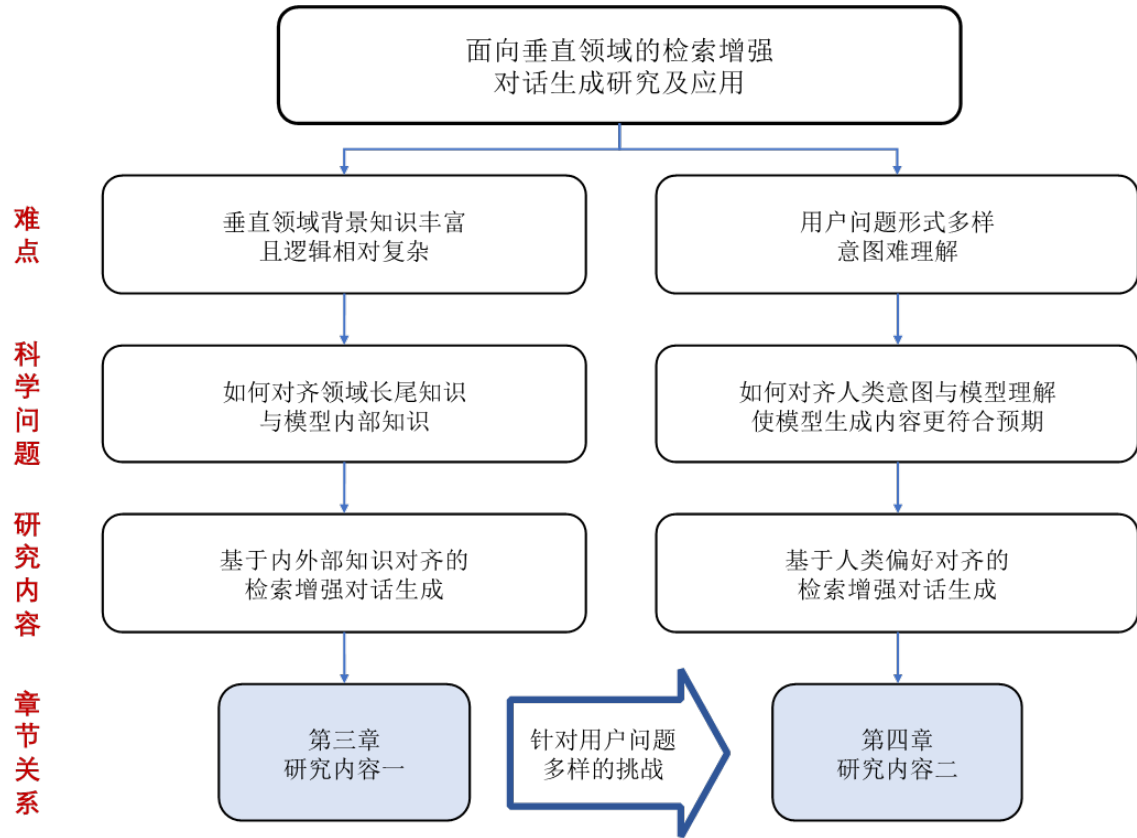 面向垂直领域的检索增强
对话生成研究及应用
难点
垂直领域背景知识丰富
且逻辑相对复杂
用户问题形式多样
意图难理解
科学问题
如何对齐领域长尾知识
与模型内部知识
如何对齐人类意图与模型理解
使模型生成内容更符合预期
研究内容
基于内外部知识对齐的
检索增强对话生成
基于人类偏好对齐的
检索增强对话生成
章节关系
第三章
研究内容一
针对用户问题
多样的挑战
第四章
研究内容二